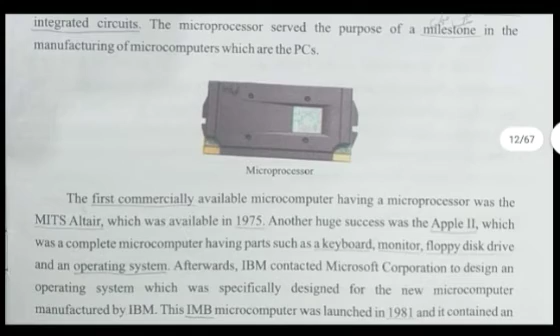 integrated circuits. The microprocessor served the purpose of a milestone in the
manufacturing of microcomputers which are the PCs.
12/67
Microprocessor
The first commercially available microcomputer having a microprocessor was the
MITS Altair, which was available in 1975. Another huge success was the Apple II, which
was a complete microcomputer having parts such as a keyboard, monitor, floppy disk drive
and an operating system. Afterwards, IBM contacted Microsoft Corporation to design an
operating system which was specifically designed for the new microcomputer
manufactured by IBM. This IMB microcomputer was launched in 1981 and it contained an